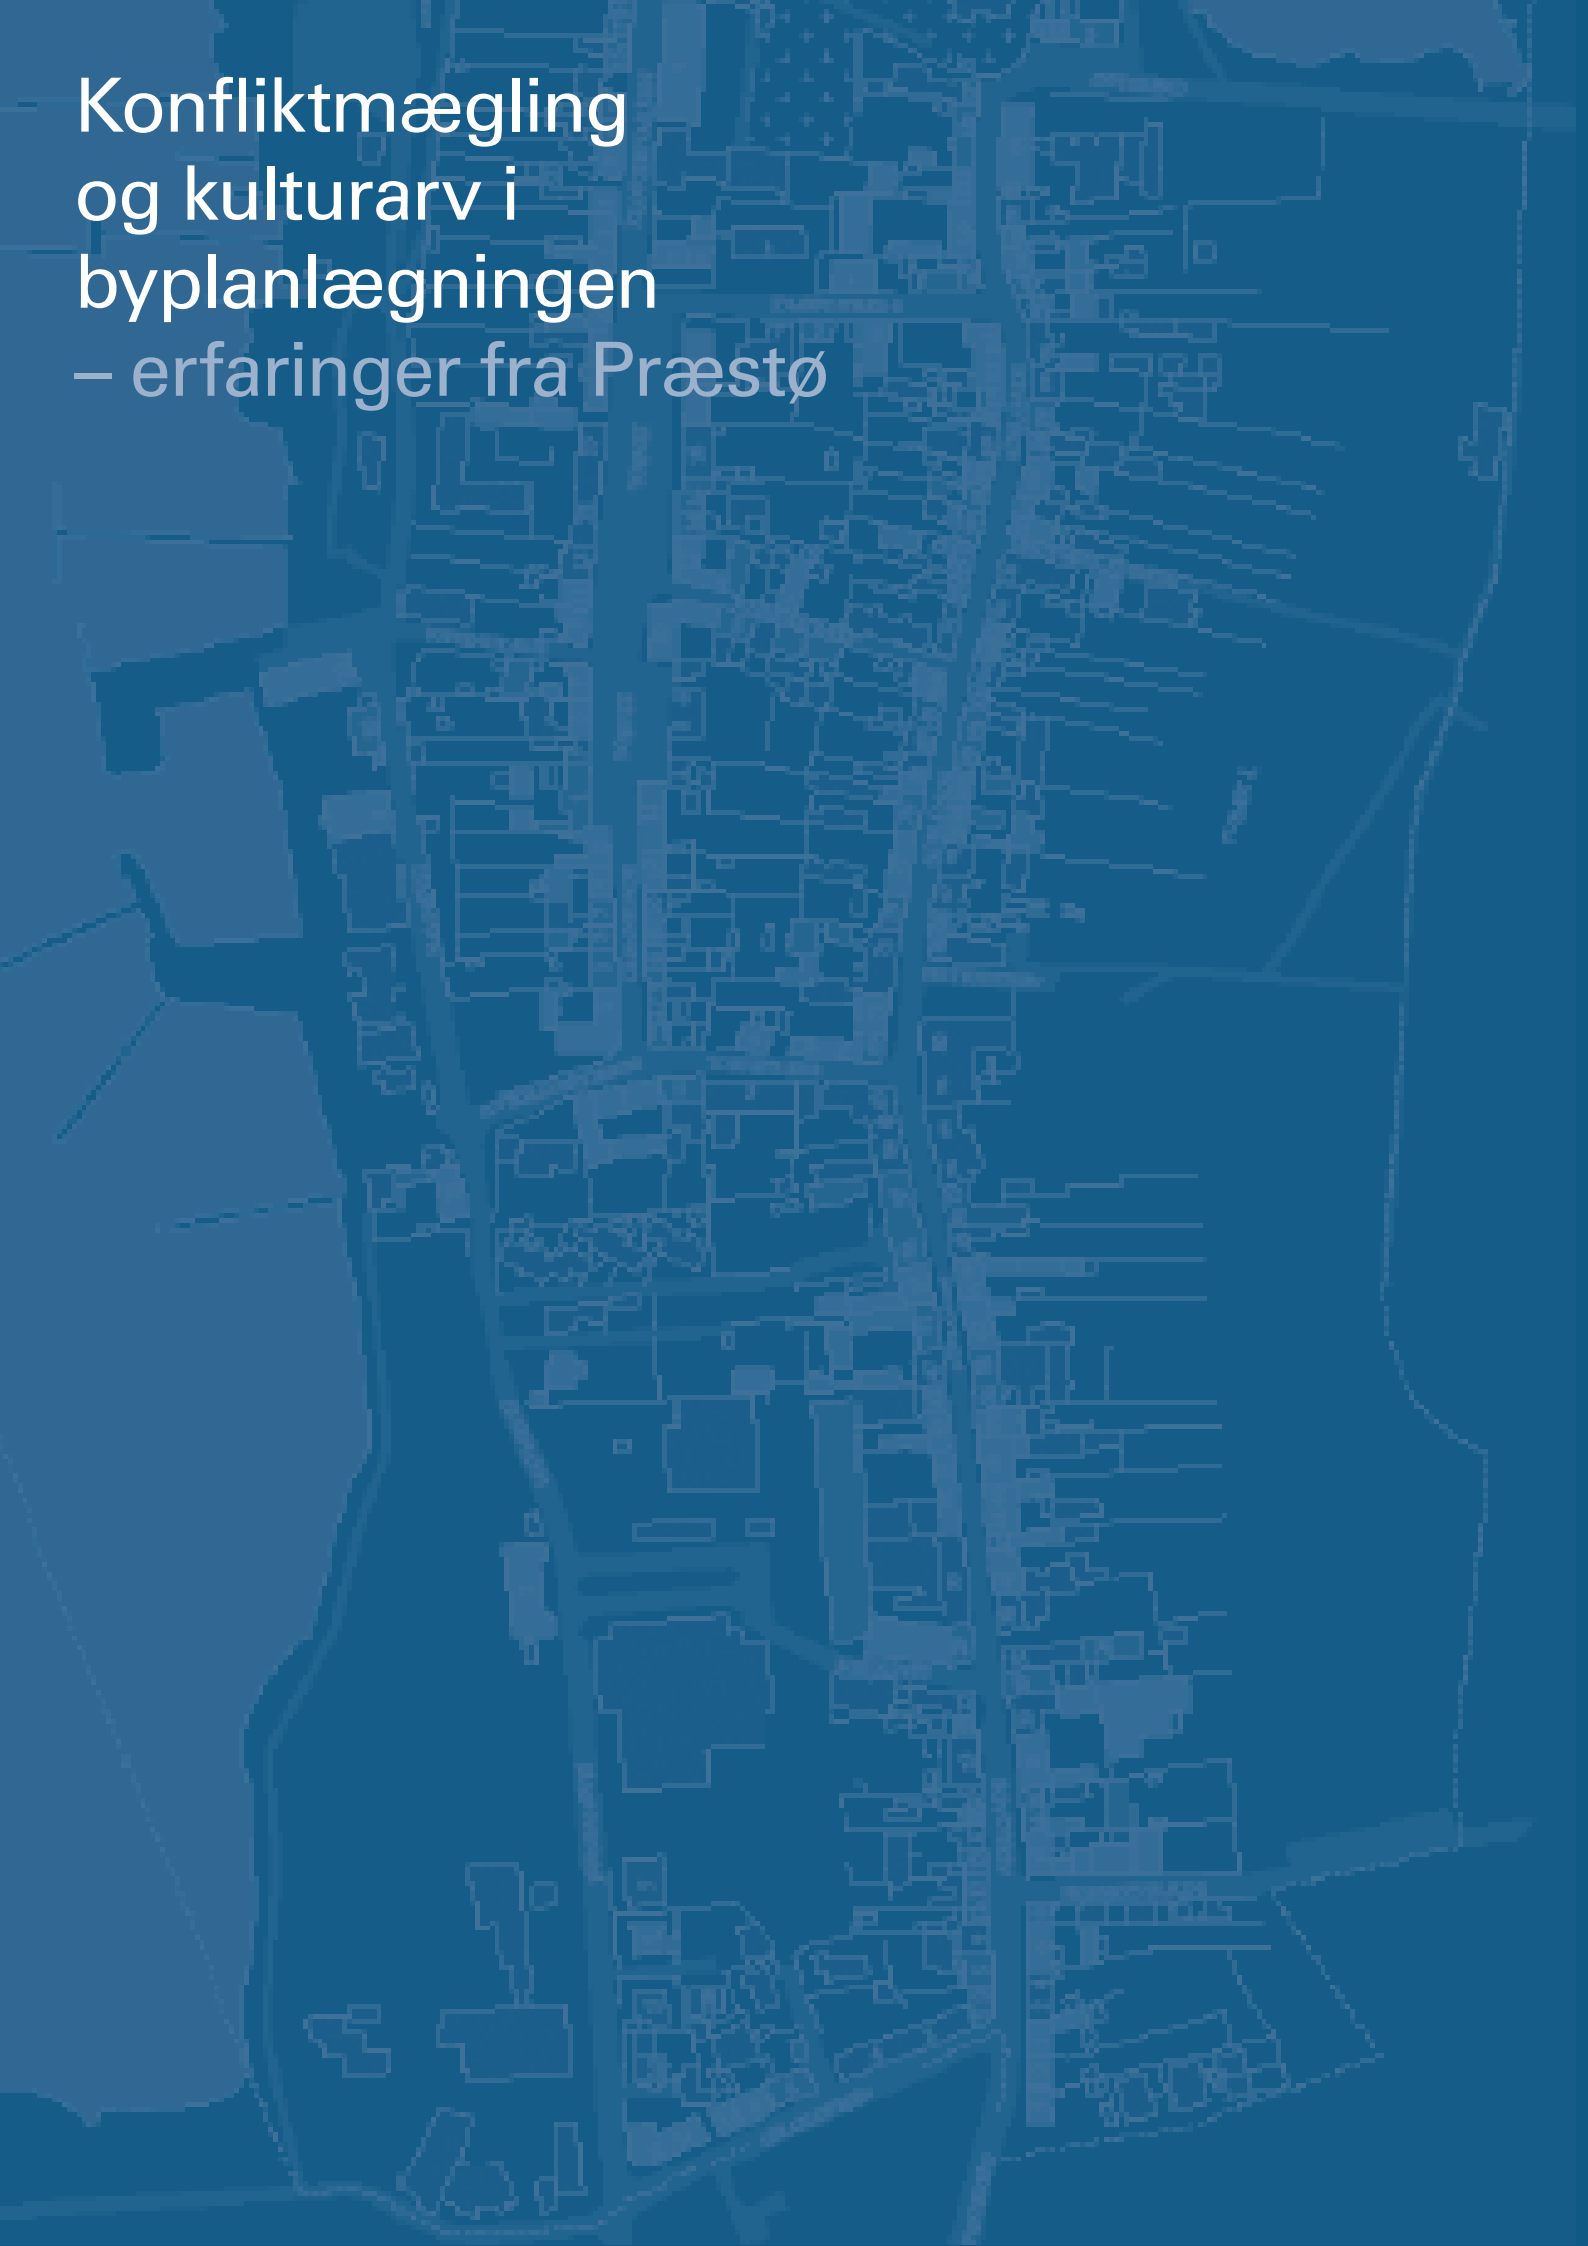 Konfliktmægling
og kulturarv i
byplanlægningen
– erfaringer fra Præstø